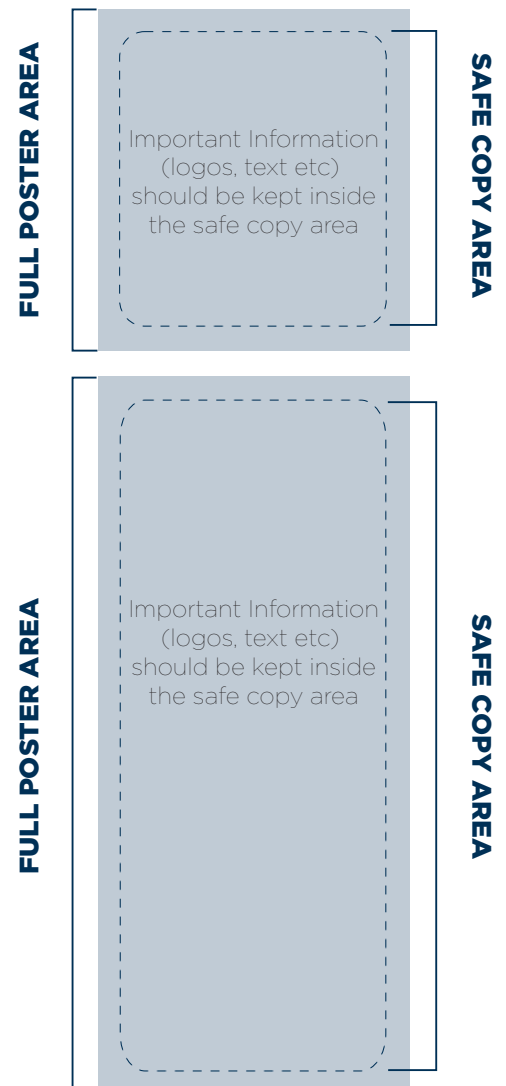 FULL POSTER AREA
Important Information
(logos, text etc)
should be kept inside
the safe copy area
SAFE COPY AREA
FULL POSTER AREA
Important Information
(logos, text etc)
should be kept inside
the safe copy area
SAFE COPY AREA